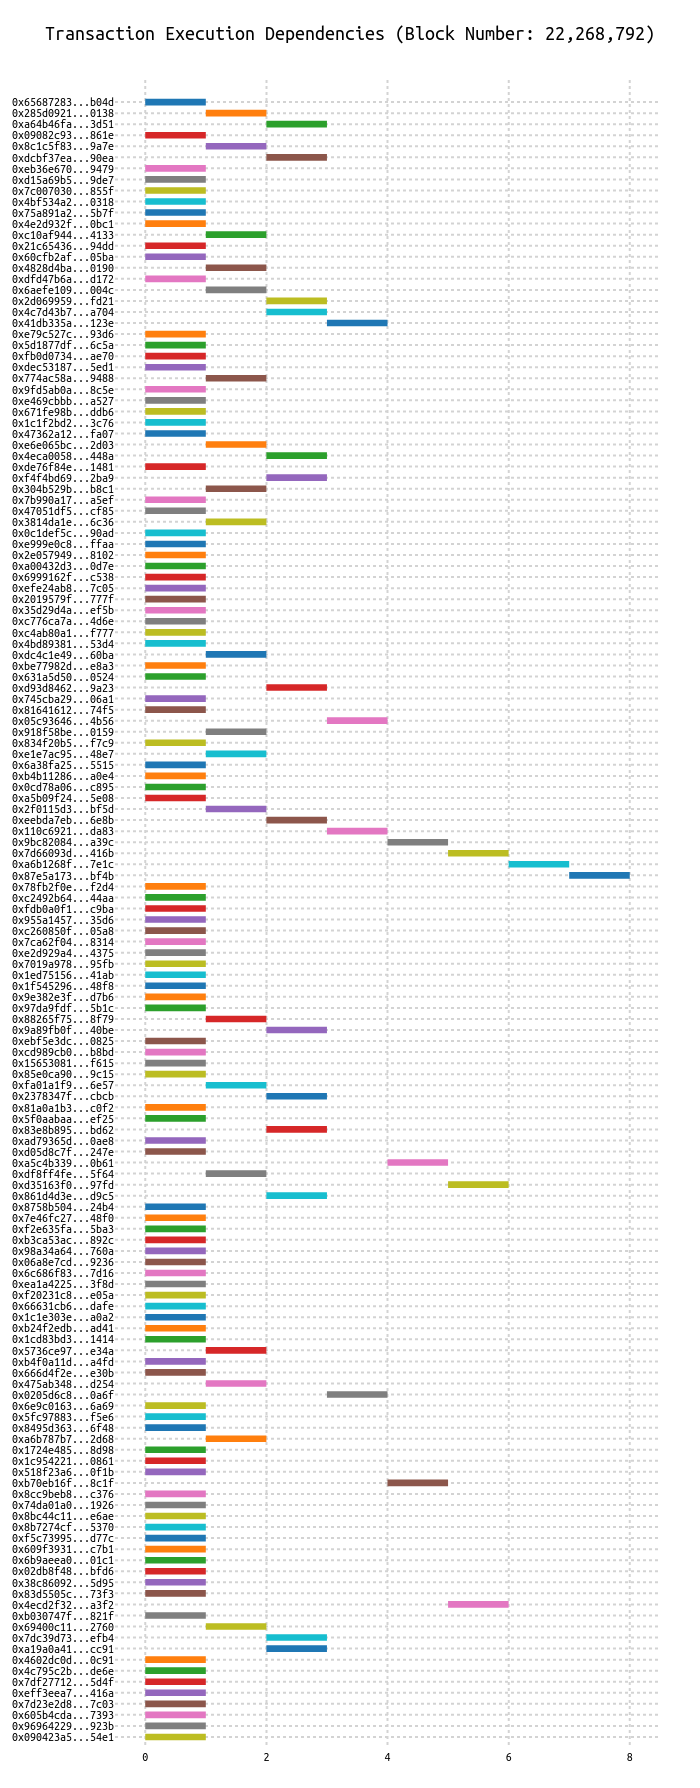 Transaction Execution Dependencies (Block Number: 22,268,792)
0x65687283...b04d
0x285d0921...0138
0xa64b46fa...3d51
0x09082c93...861e
0x8c1c5f83...9a7e
0xdcbf37ea...90ea
0xeb36e670...9479
0xd15a69b5...9de7
0x7c007030...855f
0x4bf534a2...0318
0x75a891a2...5b7f
0x4e2d932f...0bc1
0xc10af944...4133
0x21c65436...94dd
0x60cfb2af...05ba
0x4828d4ba...0190
0xdfd47b6a...d172
0x6aefe109...004c
0x2d069959...fd21
0x4c7d43b7...a704
0x41db335a...123e
0xe79c527c...93d6
0x5d1877df...6c5a
0xfb0d0734...ae70
0xdec53187...5ed1
0x774ac58a...9488
0x9fd5ab0a...8c5e
0xe469cbbb...a527
0x671fe98b...ddb6
0x1c1f2bd2...3c76
0x47362a12...fa07
0xe6e065bc...2d03
0x4eca0058...448a
0xde76f84e...1481
0xf4f4bd69...2ba9
0x304b529b...b8c1
0x7b990a17...a5ef
0x47051df5...cf85
0x3814da1e...6c36
0x0c1def5c...90ad
0xe999e0c8...ffaa
0x2e057949...8102
0xa00432d3...0d7e
0x6999162f...c538
0xefe24ab8...7c05
0x2019579f...777f
0x35d29d4a...ef5b
0xc776ca7a...4d6e
0xc4ab80a1...f777
0x4bd89381...53d4
0xdc4c1e49...60ba
0xbe77982d...e8a3
0x631a5d50...0524
0xd93d8462...9a23
0x745cba29...06a1
0x81641612...74f5
0x05c93646...4b56
0x918f58be...0159
0x834f20b5...f7c9
0xe1e7ac95...48e7
0x6a38fa25...5515
0xb4b11286...a0e4
0x0cd78a06...c895
0xa5b09f24...5e08
0x2f0115d3...bf5d
0xeebda7eb...6e8b
0x110c6921...da83
0x9bc82084...a39c
0x7d66093d...416b
0xa6b1268f...7e1c
0x87e5a173...bf4b
0x78fb2f0e...f2d4
0xc2492b64...44aa
0xfdb0a0f1...c9ba
0x955a1457...35d6
0xc260850f...05a8
0x7ca62f04...8314
0xe2d929a4...4375
0x7019a978...95fb
0x1ed75156...41ab
0x1f545296...48f8
0x9e382e3f...d7b6
0x97da9fdf...5b1c
0x88265f75...8f79
0x9a89fb0f...40be
0xebf5e3dc...0825
0xcd989cb0...b8bd
0x15653081...f615
0x85e0ca90...9c15
0xfa01a1f9...6e57
0x2378347f...cbcb
0x81a0a1b3...c0f2
0x5f0aabaa...ef25
0x83e8b895...bd62
0xad79365d...0ae8
0xd05d8c7f...247e
0xa5c4b339...0b61
0xdf8ff4fe...5f64
0xd35163f0...97fd
0x861d4d3e...d9c5
0x8758b504...24b4
0x7e46fc27...48f0
0xf2e635fa...5ba3
0xb3ca53ac...892c
0x98a34a64...760a
0x06a8e7cd...9236
0x6c686f83...7d16
0xea1a4225...3f8d
0xf20231c8...e05a
0x66631cb6...dafe
0x1c1e303e...a0a2
0xb24f2edb...ad41
0x1cd83bd3...1414
0x5736ce97...e34a
0xb4f0a11d...a4fd
0x666d4f2e...e30b
0x475ab348...d254
0x0205d6c8...0a6f
0x6e9c0163...6a69
0x5fc97883...f5e6
0x8495d363...6f48
0xa6b787b7...2d68
0x1724e485...8d98
0x1c954221...0861
0x518f23a6...0f1b
0xb70eb16f...8c1f
0x8cc9beb8...c376
0x74da01a0...1926
0x8bc44c11...e6ae
0x8b7274cf...5370
0xf5c73995...d77c
0x609f3931...c7b1
0x6b9aeea0...01c1
0x02db8f48...bfd6
0x38c86092...5d95
0x83d5505c...73f3
0x4ecd2f32...a3f2
0xb030747f...821f
0x69400c11...2760
0x7dc39d73...efb4
0xa19a0a41...cc91
0x4602dc0d...0c91
0x4c795c2b...de6e
0x7df27712...5d4f
0xeff3eea7...416a
0x7d23e2d8...7c03
0x605b4cda...7393
0x96964229...923b
0x090423a5...54e1
0 2 4 6 8